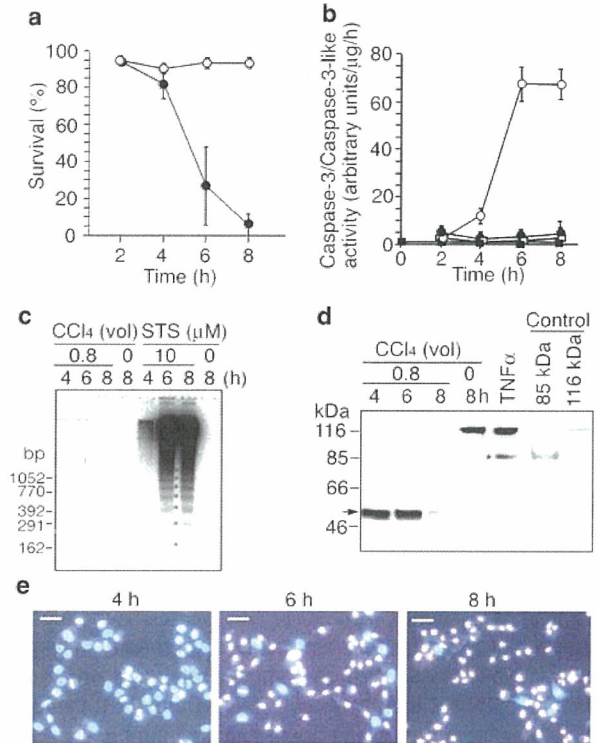 a
Survival (%)
100
80
60
40
20
0
2 4 6 8
Time (h)
b
Caspase-3/Caspase-3-like
activity (arbitrary units/μg/h)
80
60
40
20
0
0 2 4 6 8
Time (h)
c
CCl4 (vol) STS (μM)
0.8 0 10 0
4 6 8 8 4 6 8 8 (h)
bp
1052
770
392
291
162
d
Control
CCl4 (vol)
0.8 0
4 6 8 8h
TNFα
85 kDa
116 kDa
kDa
116
85
66
46
e
4 h 6 h 8 h